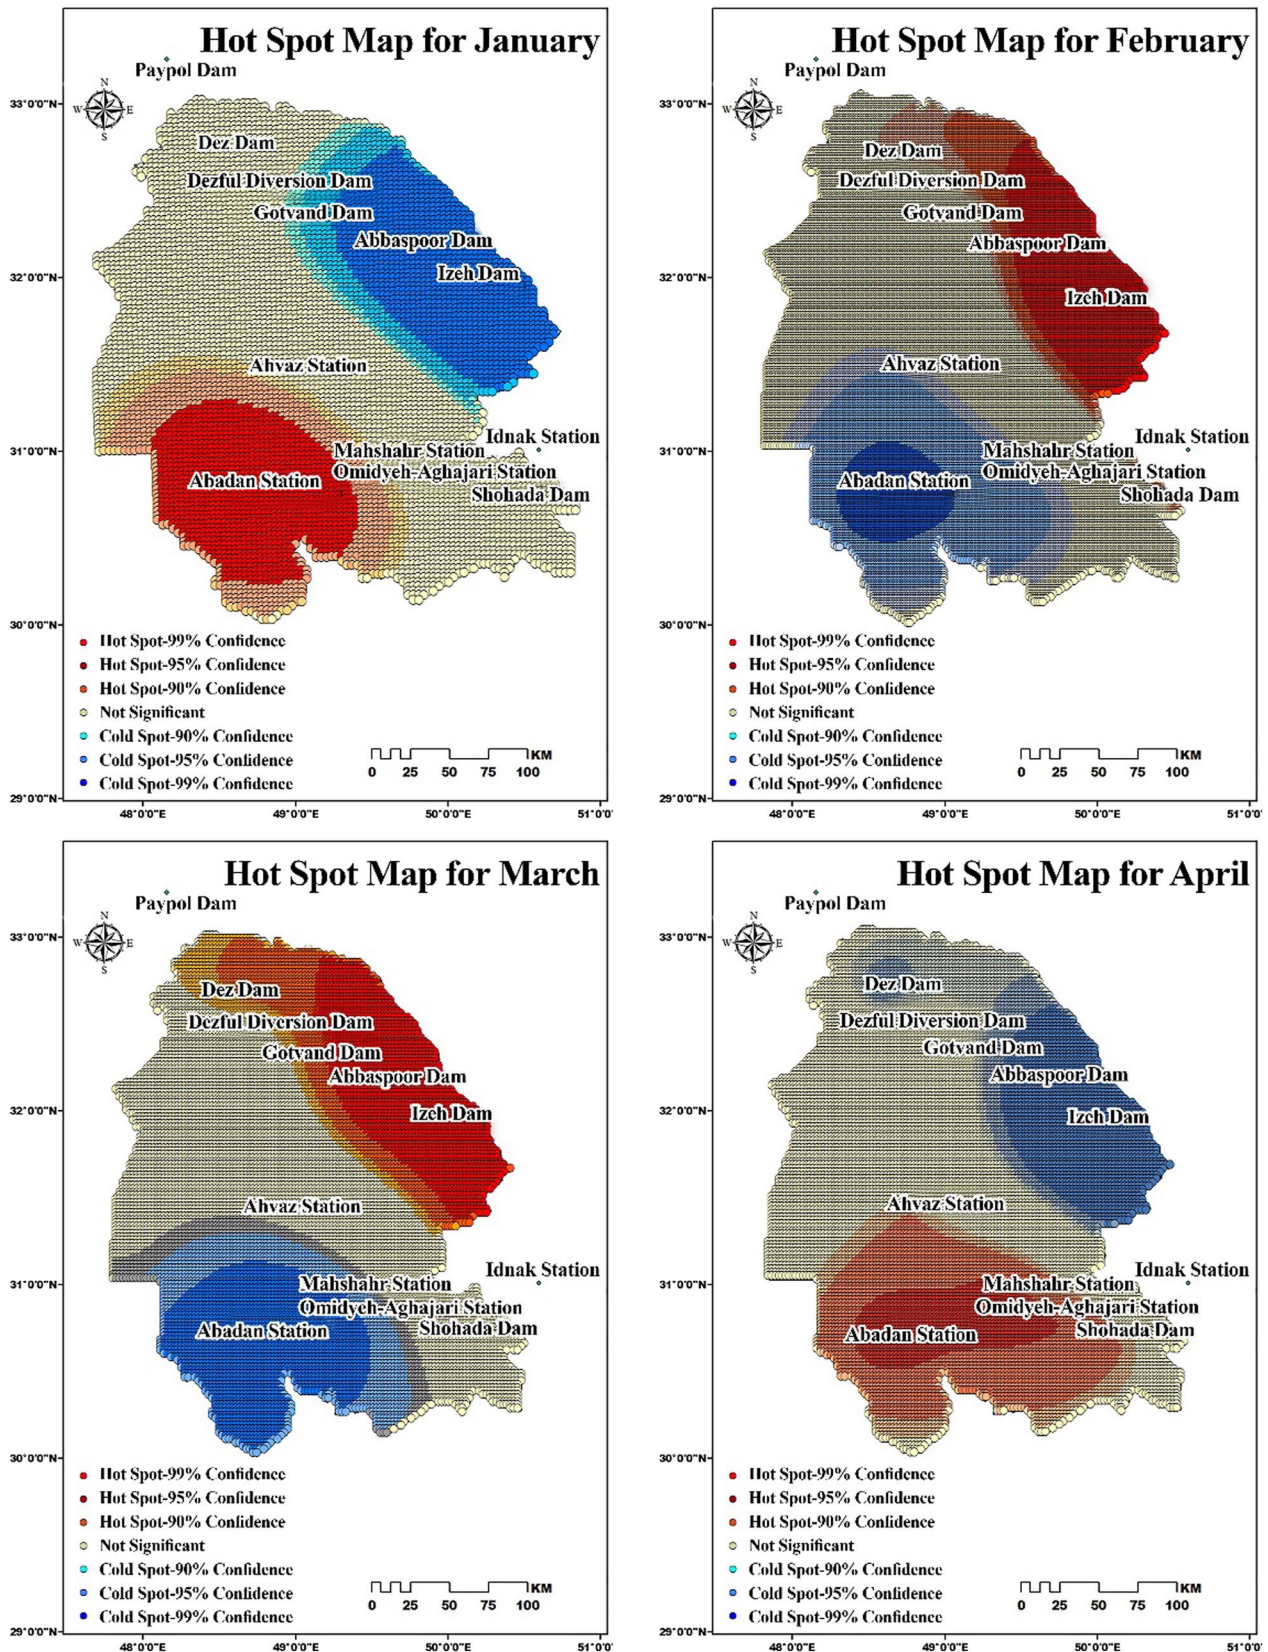 Hot Spot Map for January
Paypol Dam
N
W E
S
33°0'0"N
Dez Dam
Dezful Diversion Dam
Gotvand Dam
Abbaspoor Dam
Izeh Dam
32°0'0"N
Ahvaz Station
31°0'0"N
Idnak Station
Mahshahr Station
Omidyeh-Aghajari Station
Shohada Dam
Abadan Station
30°0'0"N
Hot Spot-99% Confidence
Hot Spot-95% Confidence
Hot Spot-90% Confidence
Not Significant
Cold Spot-90% Confidence
Cold Spot-95% Confidence
Cold Spot-99% Confidence
KM
0 25 50 75 100
29°0'0"N
48°0'0"E 49°0'0"E 50°0'0"E 51°0'0"
Hot Spot Map for February
Paypol Dam
N
W E
S
33°0'0"N
Dez Dam
Dezful Diversion Dam
Gotvand Dam
Abbaspoor Dam
Izeh Dam
32°0'0"N
Ahvaz Station
31°0'0"N
Idnak Station
Mahshahr Station
Omidyeh-Aghajari Station
Shohada Dam
Abadan Station
30°0'0"N
Hot Spot-99% Confidence
Hot Spot-95% Confidence
Hot Spot-90% Confidence
Not Significant
Cold Spot-90% Confidence
Cold Spot-95% Confidence
Cold Spot-99% Confidence
KM
0 25 50 75 100
29°0'0"N
48°0'0"E 49°0'0"E 50°0'0"E 51°0'0"
Hot Spot Map for March
Paypol Dam
N
W E
S
33°0'0"N
Dez Dam
Dezful Diversion Dam
Gotvand Dam
Abbaspoor Dam
Izeh Dam
32°0'0"N
Ahvaz Station
31°0'0"N
Idnak Station
Mahshahr Station
Omidyeh-Aghajari Station
Shohada Dam
Abadan Station
30°0'0"N
Hot Spot-99% Confidence
Hot Spot-95% Confidence
Hot Spot-90% Confidence
Not Significant
Cold Spot-90% Confidence
Cold Spot-95% Confidence
Cold Spot-99% Confidence
KM
0 25 50 75 100
29°0'0"N
48°0'0"E 49°0'0"E 50°0'0"E 51°0'0"
Hot Spot Map for April
Paypol Dam
N
W E
S
33°0'0"N
Dez Dam
Dezful Diversion Dam
Gotvand Dam
Abbaspoor Dam
Izeh Dam
32°0'0"N
Ahvaz Station
31°0'0"N
Idnak Station
Mahshahr Station
Omidyeh-Aghajari Station
Shohada Dam
Abadan Station
30°0'0"N
Hot Spot-99% Confidence
Hot Spot-95% Confidence
Hot Spot-90% Confidence
Not Significant
Cold Spot-90% Confidence
Cold Spot-95% Confidence
Cold Spot-99% Confidence
KM
0 25 50 75 100
29°0'0"N
48°0'0"E 49°0'0"E 50°0'0"E 51°0'0"